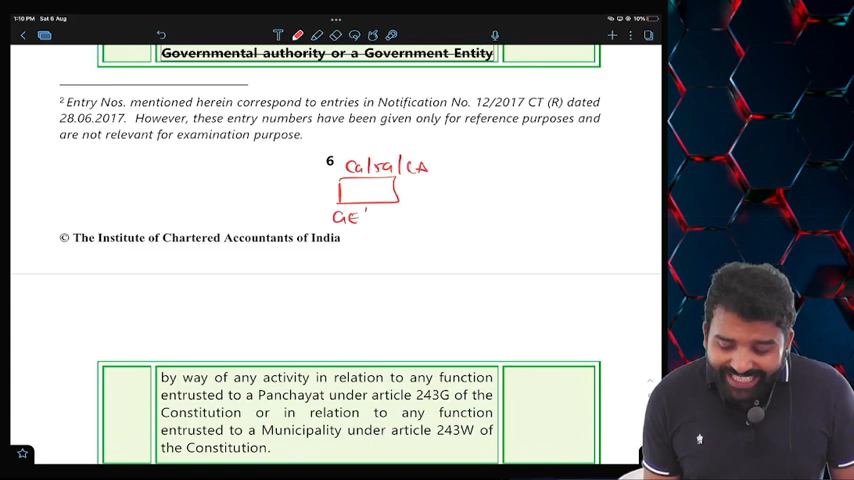 1:10 PM Sat 6 Aug
10%
Governmental authority or a Government Entity
2 Entry Nos. mentioned herein correspond to entries in Notification No. 12/2017 CT (R) dated
28.06.2017. However, these entry numbers have been given only for reference purposes and
are not relevant for examination purpose.
6
CG/SG/LA
GE
© The Institute of Chartered Accountants of India
by way of any activity in relation to any function
entrusted to a Panchayat under article 243G of the
Constitution or in relation to any function
entrusted to a Municipality under article 243W of
the Constitution.